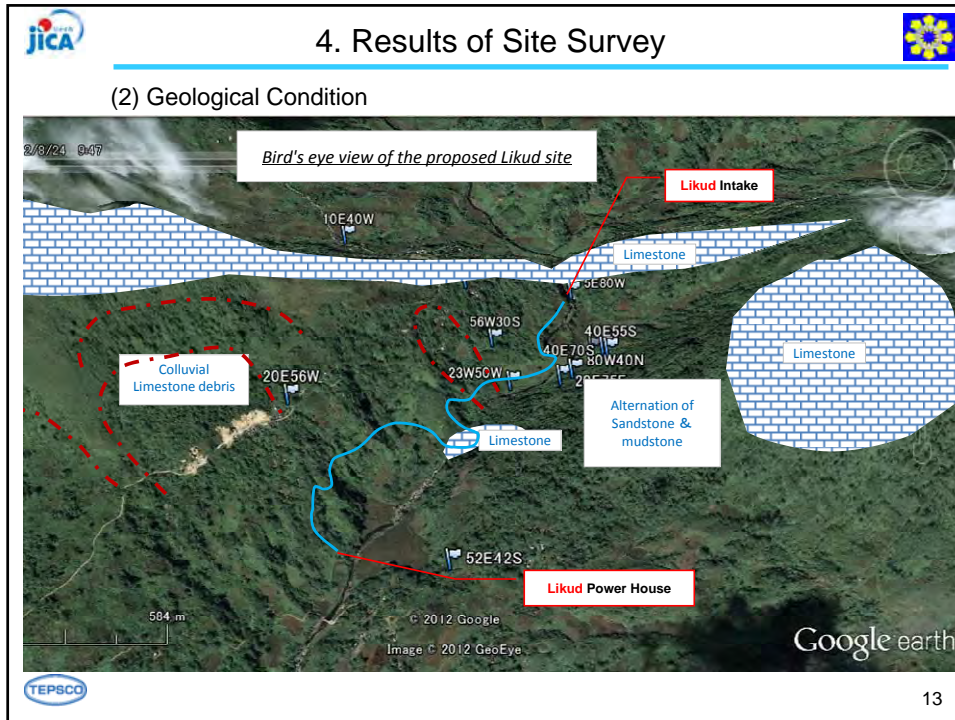 jICA
4. Results of Site Survey
(2) Geological Condition
2/8/24 9:47
Bird's eye view of the proposed Likud site
Likud Intake
10E40W
Limestone
5E80W
56W30S
40E55S
40E70S
80W40N
Limestone
Colluvial
Limestone debris
20E56W
23W50W
Alternation of
Sandstone &
mudstone
Limestone
52E42S
Likud Power House
584 m
© 2012 Google
Image © 2012 GeoEye
Google earth
TEPSCO
13